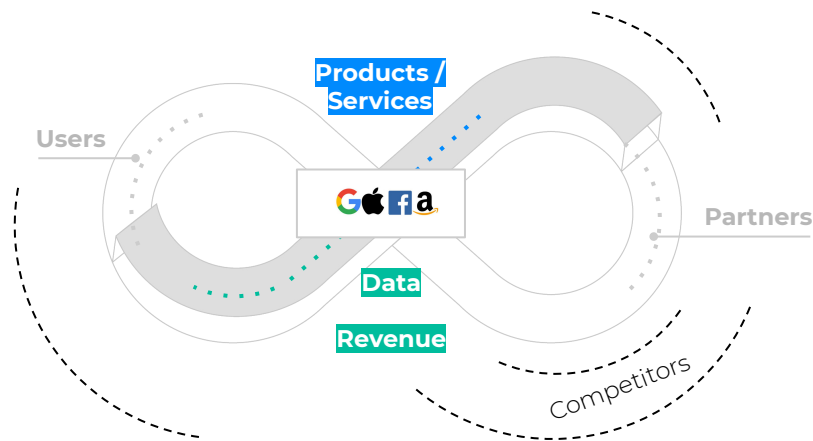 Products /
Services
Users
Partners
Data
Revenue
Competitors